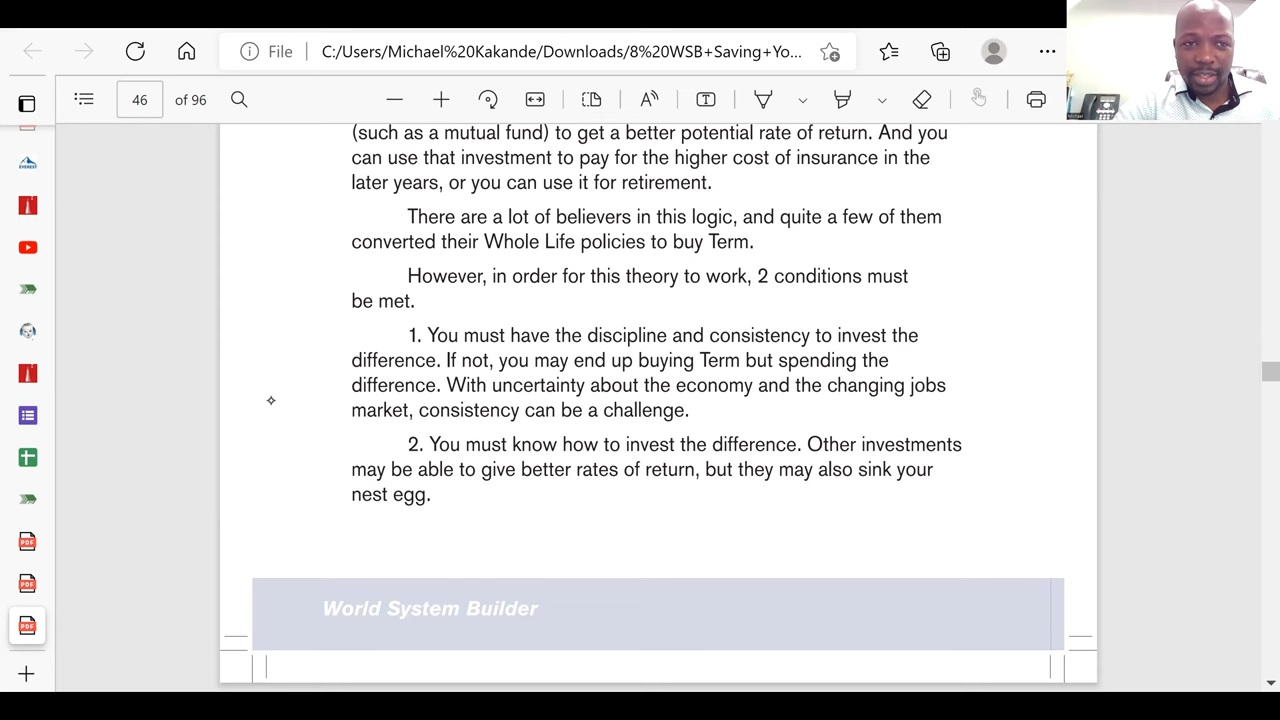 File
C:/Users/Michael%20Kakande/Downloads/8%20WSB+Saving+Yo...
46
of 96
(such as a mutual fund) to get a better potential rate of return. And you
can use that investment to pay for the higher cost of insurance in the
later years, or you can use it for retirement.
There are a lot of believers in this logic, and quite a few of them
converted their Whole Life policies to buy Term.
However, in order for this theory to work, 2 conditions must
be met.
1. You must have the discipline and consistency to invest the
difference. If not, you may end up buying Term but spending the
difference. With uncertainty about the economy and the changing jobs
market, consistency can be a challenge.
2. You must know how to invest the difference. Other investments
may be able to give better rates of return, but they may also sink your
nest egg.
World System Builder
EVEREST
PDF
PDF
PDF
Michael